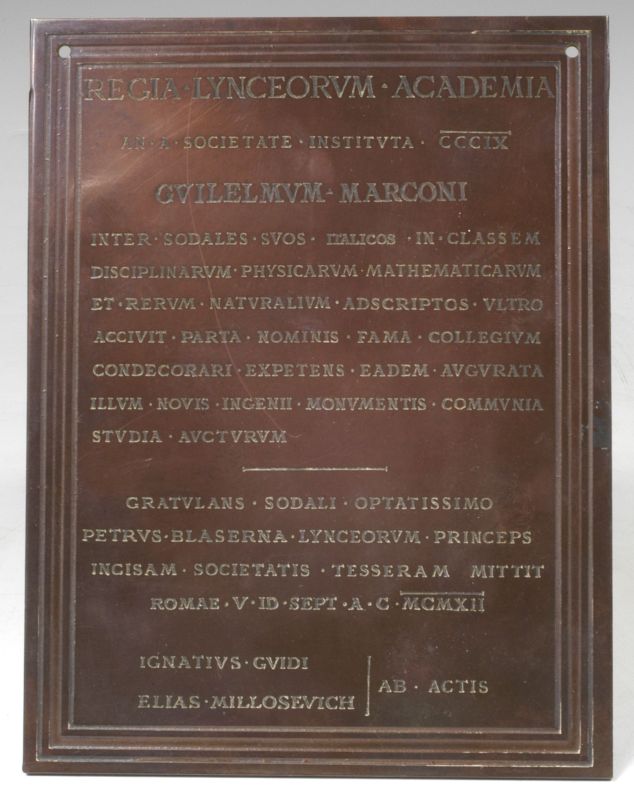 REGIA·LYNCEORVM·ACADEMIA
AN·A·SOCIETATE·INSTITVTA·CCCIX
GVILELMVM·MARCONI
INTER·SODALES·SVOS·ITALICOS·IN·CLASSEM
DISCIPLINARVM·PHYSICARVM·MATHEMATICARVM
ET·RERVM·NATVRALIVM·ADSCRIPTOS·VLTRO
ACCIVIT·PARTA·NOMINIS·FAMA·COLLEGIVM
CONDECORARI·EXPETENS·EADEM·AVGVRATA
ILLVM·NOVIS·INGENII·MONVMENTIS·COMMVNIA
STVDIA·AVCTVRVM
GRATVLANS·SODALI·OPTATISSIMO
PETRVS·BLASERNA·LYNCEORVM·PRINCEPS
INCISAM·SOCIETATIS·TESSERAM MITTIT
ROMAE·V·ID·SEPT·A·C·MCMXII
IGNATIVS·GVIDI
ELIAS·MILLOSEVICH
AB·ACTIS